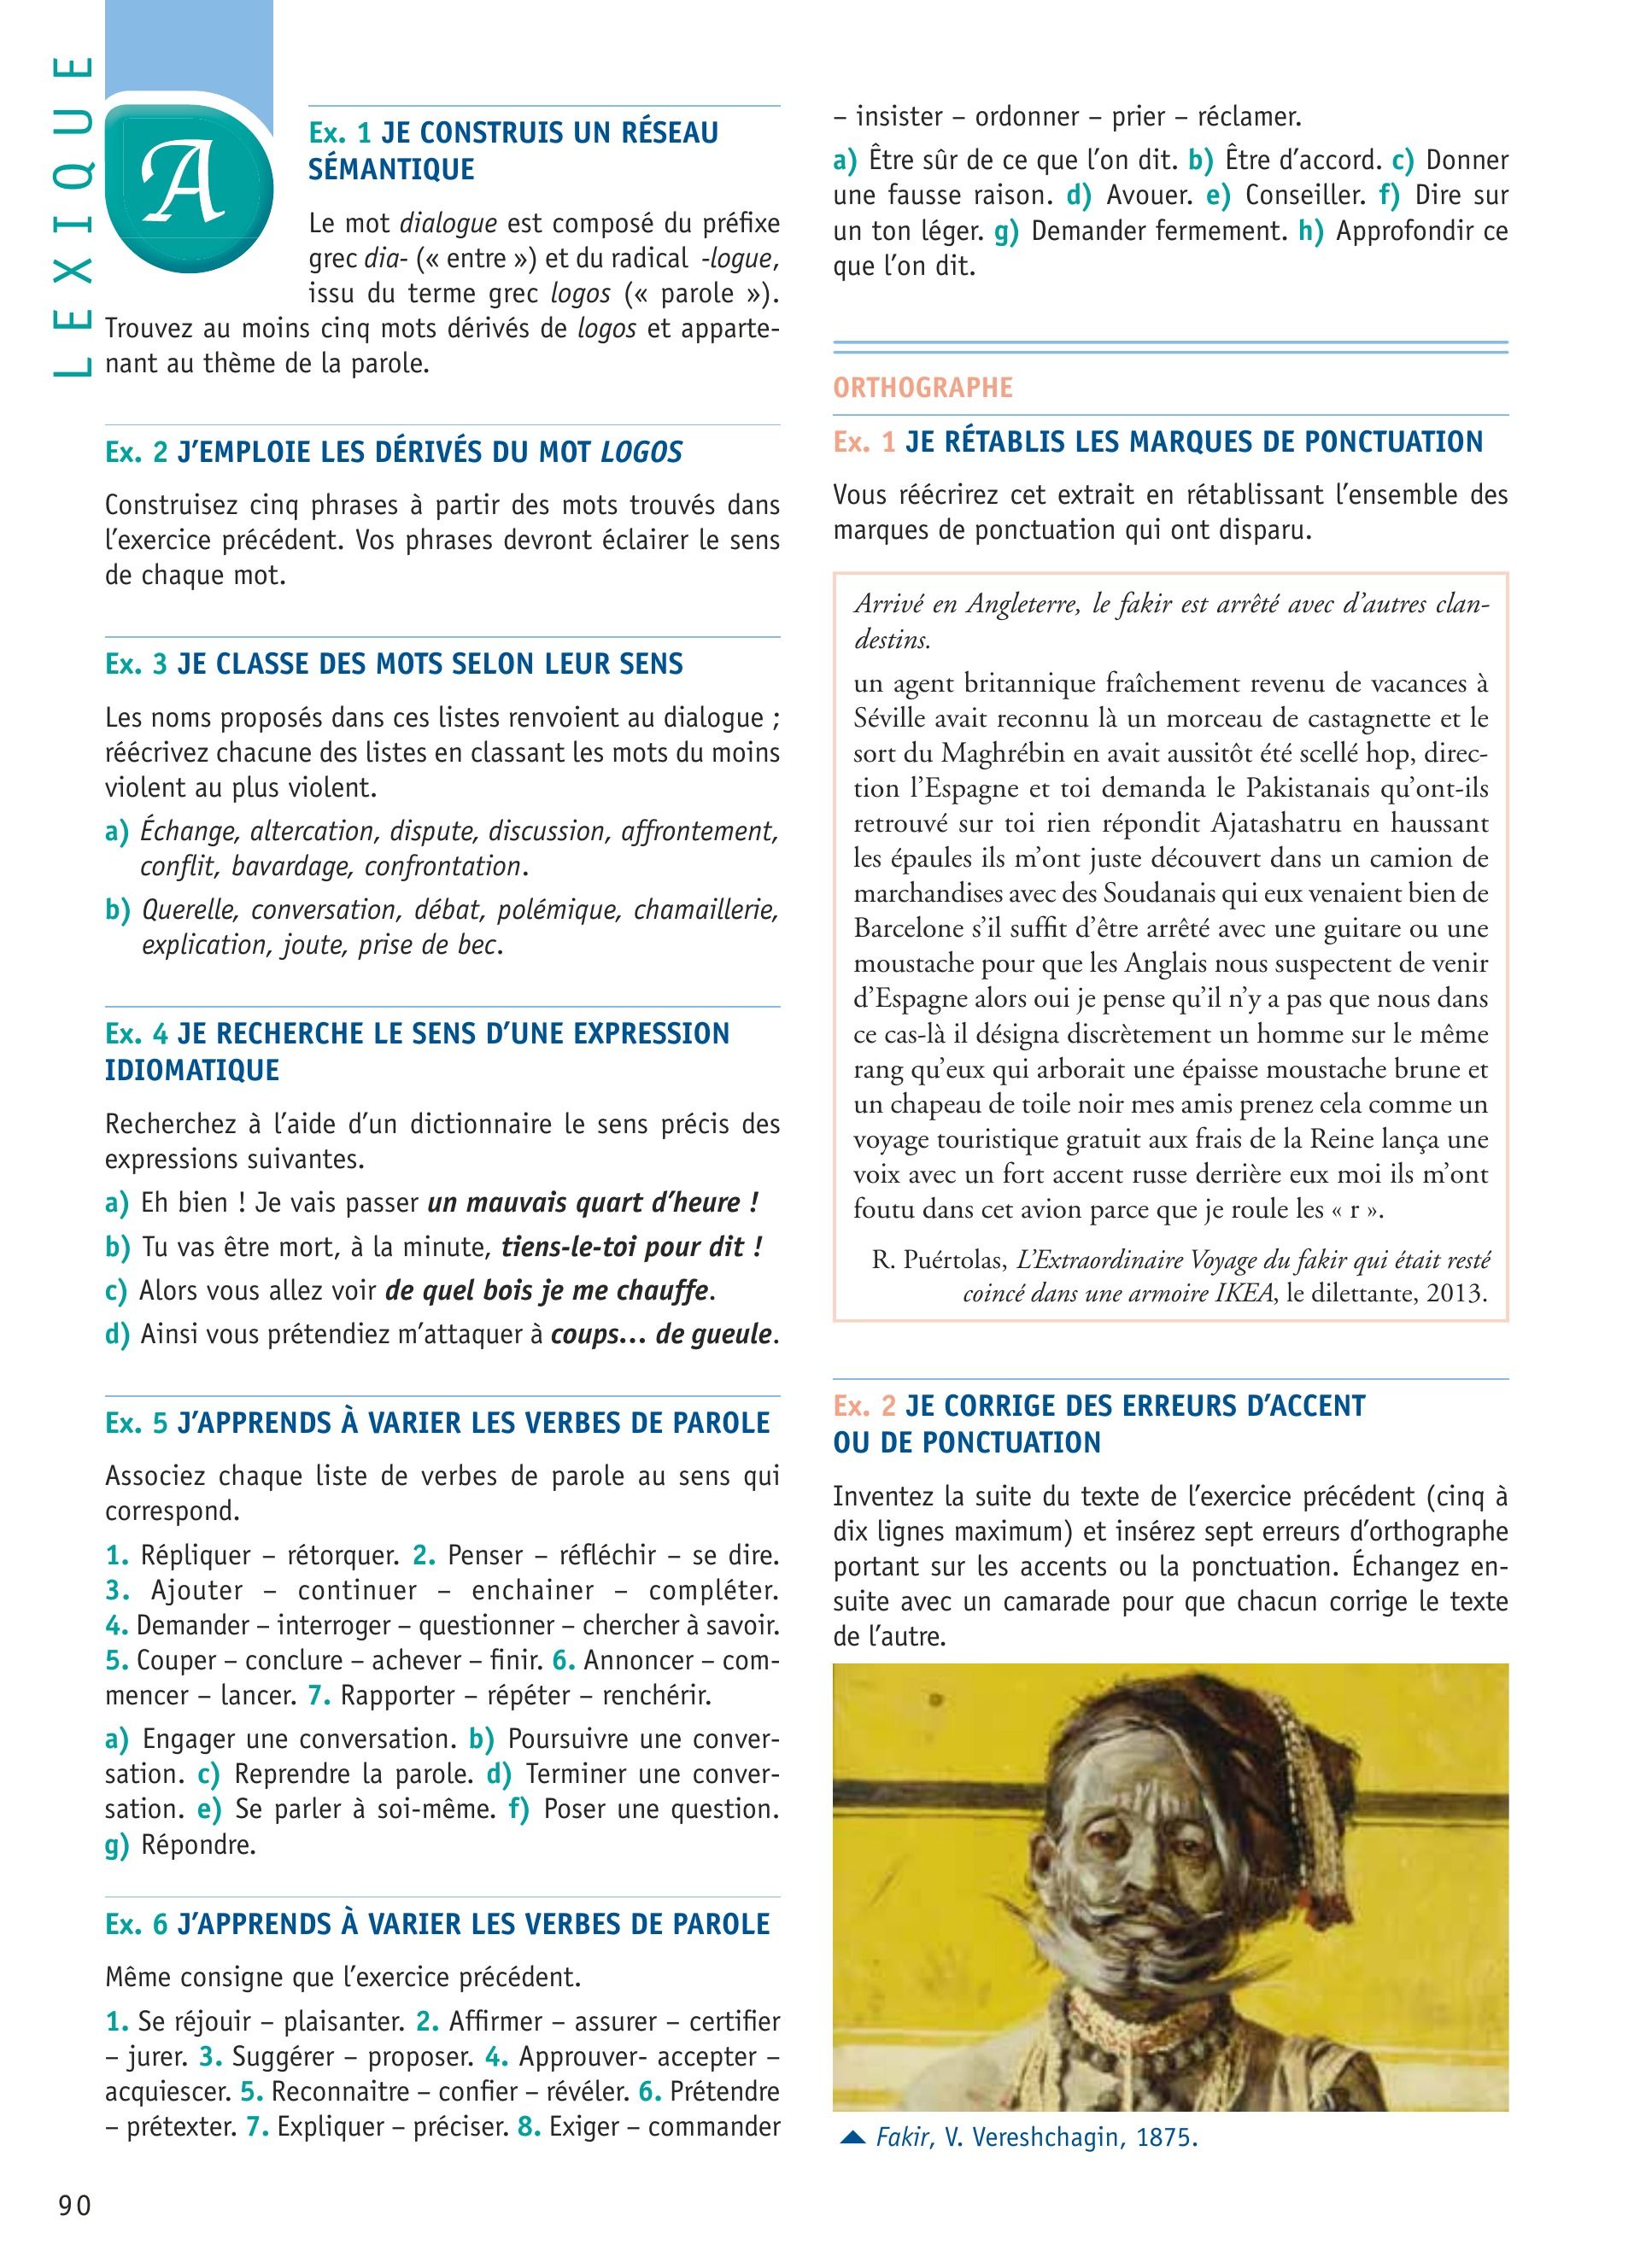 LEXIQUE
A
Ex. 1 JE CONSTRUIS UN RÉSEAU
SÉMANTIQUE
Le mot dialogue est composé du préfixe
grec dia- (« entre ») et du radical -logue,
issu du terme grec logos (« parole »).
Trouvez au moins cinq mots dérivés de logos et apparte-
nant au thème de la parole.
Ex. 2 J’EMPLOIE LES DÉRIVÉS DU MOT LOGOS
Construisez cinq phrases à partir des mots trouvés dans
l’exercice précédent. Vos phrases devront éclairer le sens
de chaque mot.
Ex. 3 JE CLASSE DES MOTS SELON LEUR SENS
Les noms proposés dans ces listes renvoient au dialogue ;
réécrivez chacune des listes en classant les mots du moins
violent au plus violent.
a) Échange, altercation, dispute, discussion, affrontement,
conflit, bavardage, confrontation.
b) Querelle, conversation, débat, polémique, chamaillerie,
explication, joute, prise de bec.
Ex. 4 JE RECHERCHE LE SENS D’UNE EXPRESSION
IDIOMATIQUE
Recherchez à l’aide d’un dictionnaire le sens précis des
expressions suivantes.
a) Eh bien ! Je vais passer un mauvais quart d’heure !
b) Tu vas être mort, à la minute, tiens-le-toi pour dit !
c) Alors vous allez voir de quel bois je me chauffe.
d) Ainsi vous prétendiez m’attaquer à coups… de gueule.
Ex. 5 J’APPRENDS À VARIER LES VERBES DE PAROLE
Associez chaque liste de verbes de parole au sens qui
correspond.
1. Répliquer – rétorquer. 2. Penser – réfléchir – se dire.
3. Ajouter – continuer – enchainer – compléter.
4. Demander – interroger – questionner – chercher à savoir.
5. Couper – conclure – achever – finir. 6. Annoncer – com-
mencer – lancer. 7. Rapporter – répéter – renchérir.
a) Engager une conversation. b) Poursuivre une conver-
sation. c) Reprendre la parole. d) Terminer une conver-
sation. e) Se parler à soi-même. f) Poser une question.
g) Répondre.
Ex. 6 J’APPRENDS À VARIER LES VERBES DE PAROLE
Même consigne que l’exercice précédent.
1. Se réjouir – plaisanter. 2. Affirmer – assurer – certifier
– jurer. 3. Suggérer – proposer. 4. Approuver- accepter –
acquiescer. 5. Reconnaitre – confier – révéler. 6. Prétendre
– prétexter. 7. Expliquer – préciser. 8. Exiger – commander
– insister – ordonner – prier – réclamer.
a) Être sûr de ce que l’on dit. b) Être d’accord. c) Donner
une fausse raison. d) Avouer. e) Conseiller. f) Dire sur
un ton léger. g) Demander fermement. h) Approfondir ce
que l’on dit.
ORTHOGRAPHE
Ex. 1 JE RÉTABLIS LES MARQUES DE PONCTUATION
Vous réécrirez cet extrait en rétablissant l’ensemble des
marques de ponctuation qui ont disparu.
Arrivé en Angleterre, le fakir est arrêté avec d’autres clan-
destins.
un agent britannique fraîchement revenu de vacances à
Séville avait reconnu là un morceau de castagnette et le
sort du Maghrébin en avait aussitôt été scellé hop, direc-
tion l’Espagne et toi demanda le Pakistanais qu’ont-ils
retrouvé sur toi rien répondit Ajatashatru en haussant
les épaules ils m’ont juste découvert dans un camion de
marchandises avec des Soudanais qui eux venaient bien de
Barcelone s’il suffit d’être arrêté avec une guitare ou une
moustache pour que les Anglais nous suspectent de venir
d’Espagne alors oui je pense qu’il n’y a pas que nous dans
ce cas-là il désigna discrètement un homme sur le même
rang qu’eux qui arborait une épaisse moustache brune et
un chapeau de toile noir mes amis prenez cela comme un
voyage touristique gratuit aux frais de la Reine lança une
voix avec un fort accent russe derrière eux moi ils m’ont
foutu dans cet avion parce que je roule les « r ».
R. Puértolas, L’Extraordinaire Voyage du fakir qui était resté
coincé dans une armoire IKEA, le dilettante, 2013.
Ex. 2 JE CORRIGE DES ERREURS D’ACCENT
OU DE PONCTUATION
Inventez la suite du texte de l’exercice précédent (cinq à
dix lignes maximum) et insérez sept erreurs d’orthographe
portant sur les accents ou la ponctuation. Échangez en-
suite avec un camarade pour que chacun corrige le texte
de l’autre.
Fakir, V. Vereshchagin, 1875.
90